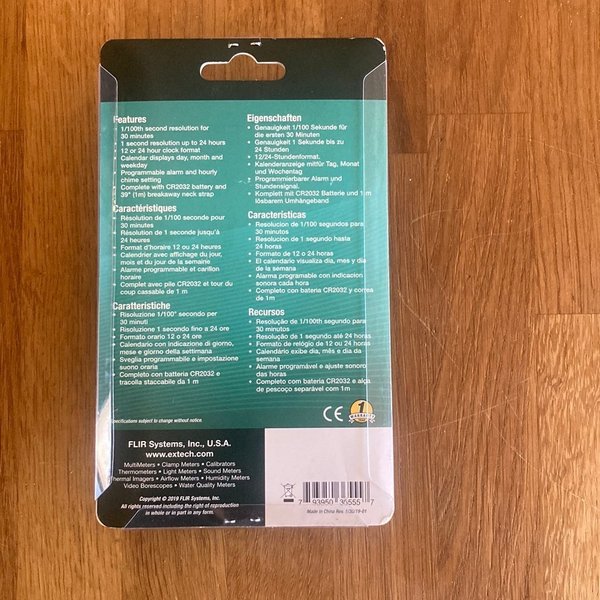 Features
• 1/100th second resolution for
30 minutes
• 1 second resolution up to 24 hours
• 12 or 24 hour clock format
• Calendar displays day, month and
weekday
• Programmable alarm and hourly
chime setting
• Complete with CR2032 battery and
39" (1m) breakaway neck strap
Caractéristiques
• Résolution de 1/100 seconde pour
30 minutes
• Résolution de 1 seconde jusqu'à
24 heures
• Format d'horaire 12 ou 24 heures
• Calendrier avec affichage du jour,
mois et du jour de la semaine
• Alarme programmable et carillon
horaire
• Complet avec pile CR2032 et tour du
coup cassable de 1 m
Caratteristiche
• Risoluzione 1/100° secondo per
30 minuti
• Risoluzione 1 secondo fino a 24 ore
• Formato orario 12 o 24 ore
• Calendario con indicazione di giorno,
mese e giorno della settimana
• Sveglia programmabile e impostazione
suono oraria
• Completo con batteria CR2032 e
tracolla staccabile da 1 m
Eigenschaften
• Genauigkeit 1/100 Sekunde für
die ersten 30 Minuten
• Genauigkeit 1 Sekunde bis zu
24 Stunden
• 12/24-Stundenformat.
• Kalenderanzeige mitfür Tag, Monat
und Wochentag
• Programmierbarer Alarm und
Stundensignal.
• Komplett mit CR2032 Batterie und 1 m
lösbarem Umhängeband
Características
• Resolucion de 1/100 segundos para
30 minutos
• Resolucion de 1 segundo hasta
24 horas
• Formato de 12 o 24 horas
• El calendario visualiza dia, mes y dia
de la semana
• Alarma programable con indicacion
sonora cada hora
• Completo con bateria CR2032 y correa
de 1m
Recursos
• Resolução de 1/100th segundo para
30 minutos
• Resolução de 1 segundo até 24 horas
• Formato de relógio de 12 ou 24 horas
• Calendário exibe dia, mês e dia da
semana
• Alarme programável e ajuste sonoro
das horas
• Completo com bateria CR2032 e alça
de pescoço separável com 1m
Specifications subject to change without notice.
CE
1
WARRANTY
FLIR Systems, Inc., U.S.A.
www.extech.com
MultiMeters • Clamp Meters • Calibrators
Thermometers • Light Meters • Sound Meters
Thermal Imagers • Airflow Meters • Humidity Meters
Video Borescopes • Water Quality Meters
Copyright © 2019 FLIR Systems, Inc.
All rights reserved including the right of reproduction
in whole or in part in any form.
7 93950 35555 7
Made in China Rev. 1/30/19-01